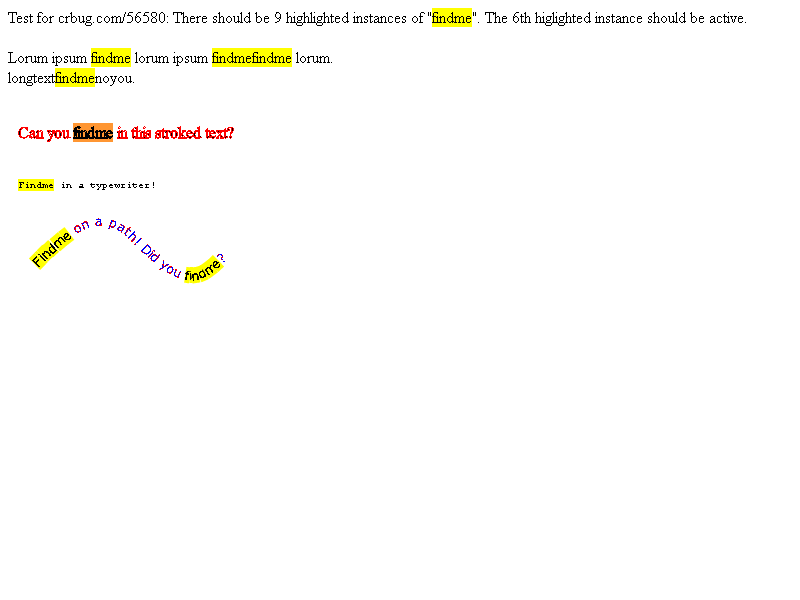 Test for crbug.com/56580: There should be 9 highlighted instances of "findme". The 6th higlighted instance should be active.
Lorum ipsum findme lorum ipsum findmefindme lorum.
longtextfindmenoyou.
Can you findme in this stroked text?
Findme in a typewriter!
Findme on a path! Did you findme?